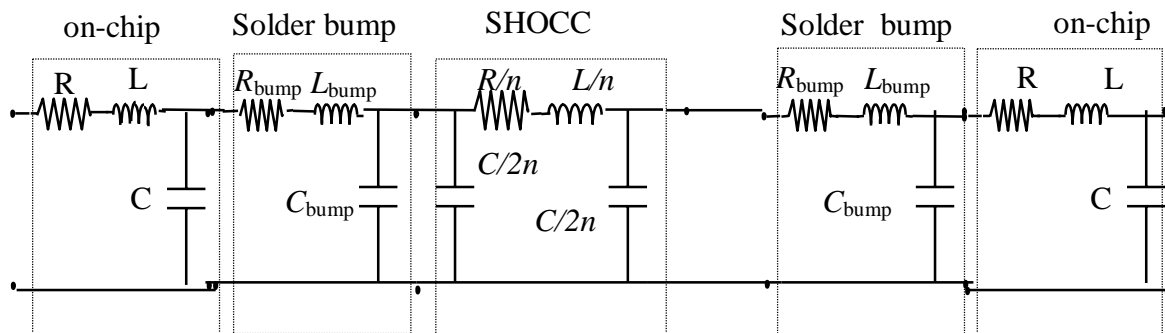 on-chip
Solder bump
SHOCC
Solder bump
on-chip
R
L
Rbump
Lbump
R/n
L/n
Rbump
Lbump
R
L
C
Cbump
C/2n
C/2n
Cbump
C